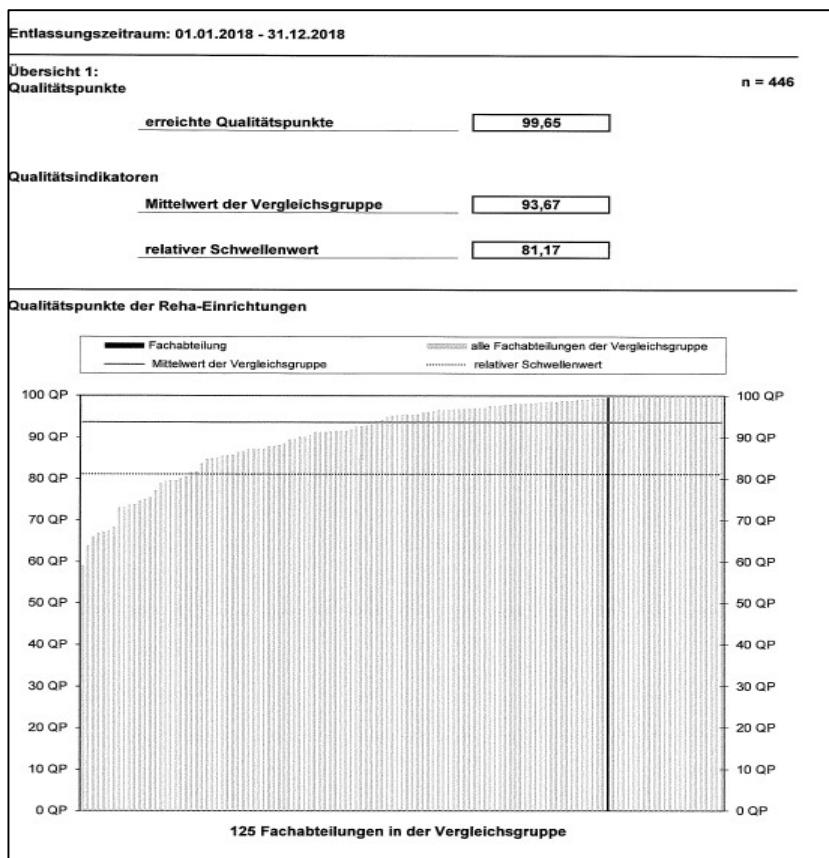 Entlassungszeitraum: 01.01.2018 - 31.12.2018
Übersicht 1:
Qualitätspunkte
n = 446
erreichte Qualitätspunkte 99,65
Qualitätsindikatoren
Mittelwert der Vergleichsgruppe 93,67
relativer Schwellenwert 81,17
Qualitätspunkte der Reha-Einrichtungen
Fachabteilung alle Fachabteilungen der Vergleichsgruppe
Mittelwert der Vergleichsgruppe relativer Schwellenwert
100 QP 100 QP
90 QP 90 QP
80 QP 80 QP
70 QP 70 QP
60 QP 60 QP
50 QP 50 QP
40 QP 40 QP
30 QP 30 QP
20 QP 20 QP
10 QP 10 QP
0 QP 0 QP
125 Fachabteilungen in der Vergleichsgruppe